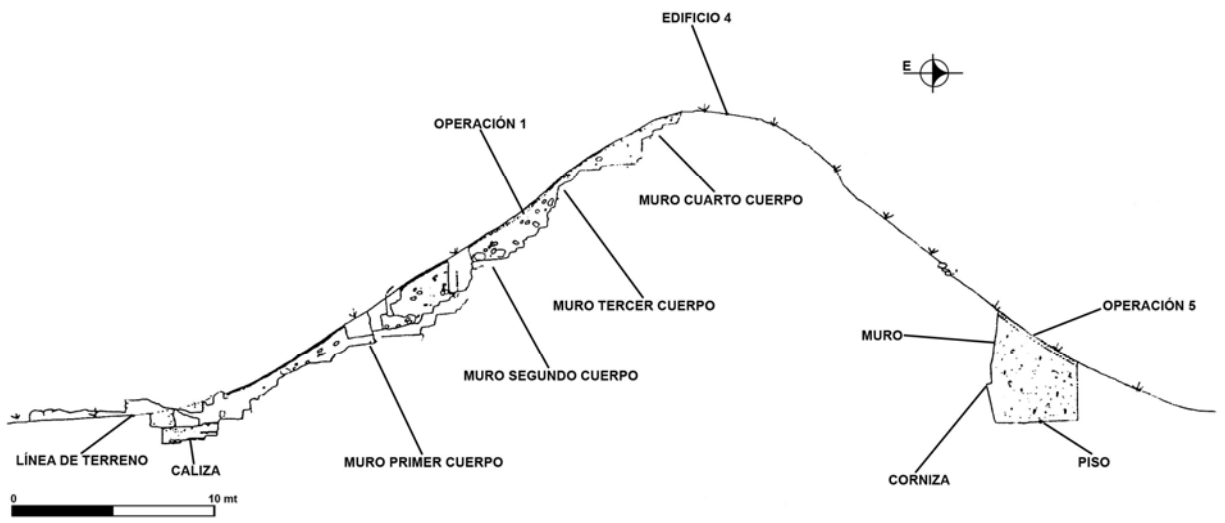 EDIFICIO 4
E
OPERACIÓN 1
MURO CUARTO CUERPO
MURO TERCER CUERPO
OPERACIÓN 5
MURO
MURO SEGUNDO CUERPO
LÍNEA DE TERRENO
CALIZA
MURO PRIMER CUERPO
PISO
CORNIZA
0 10 mt